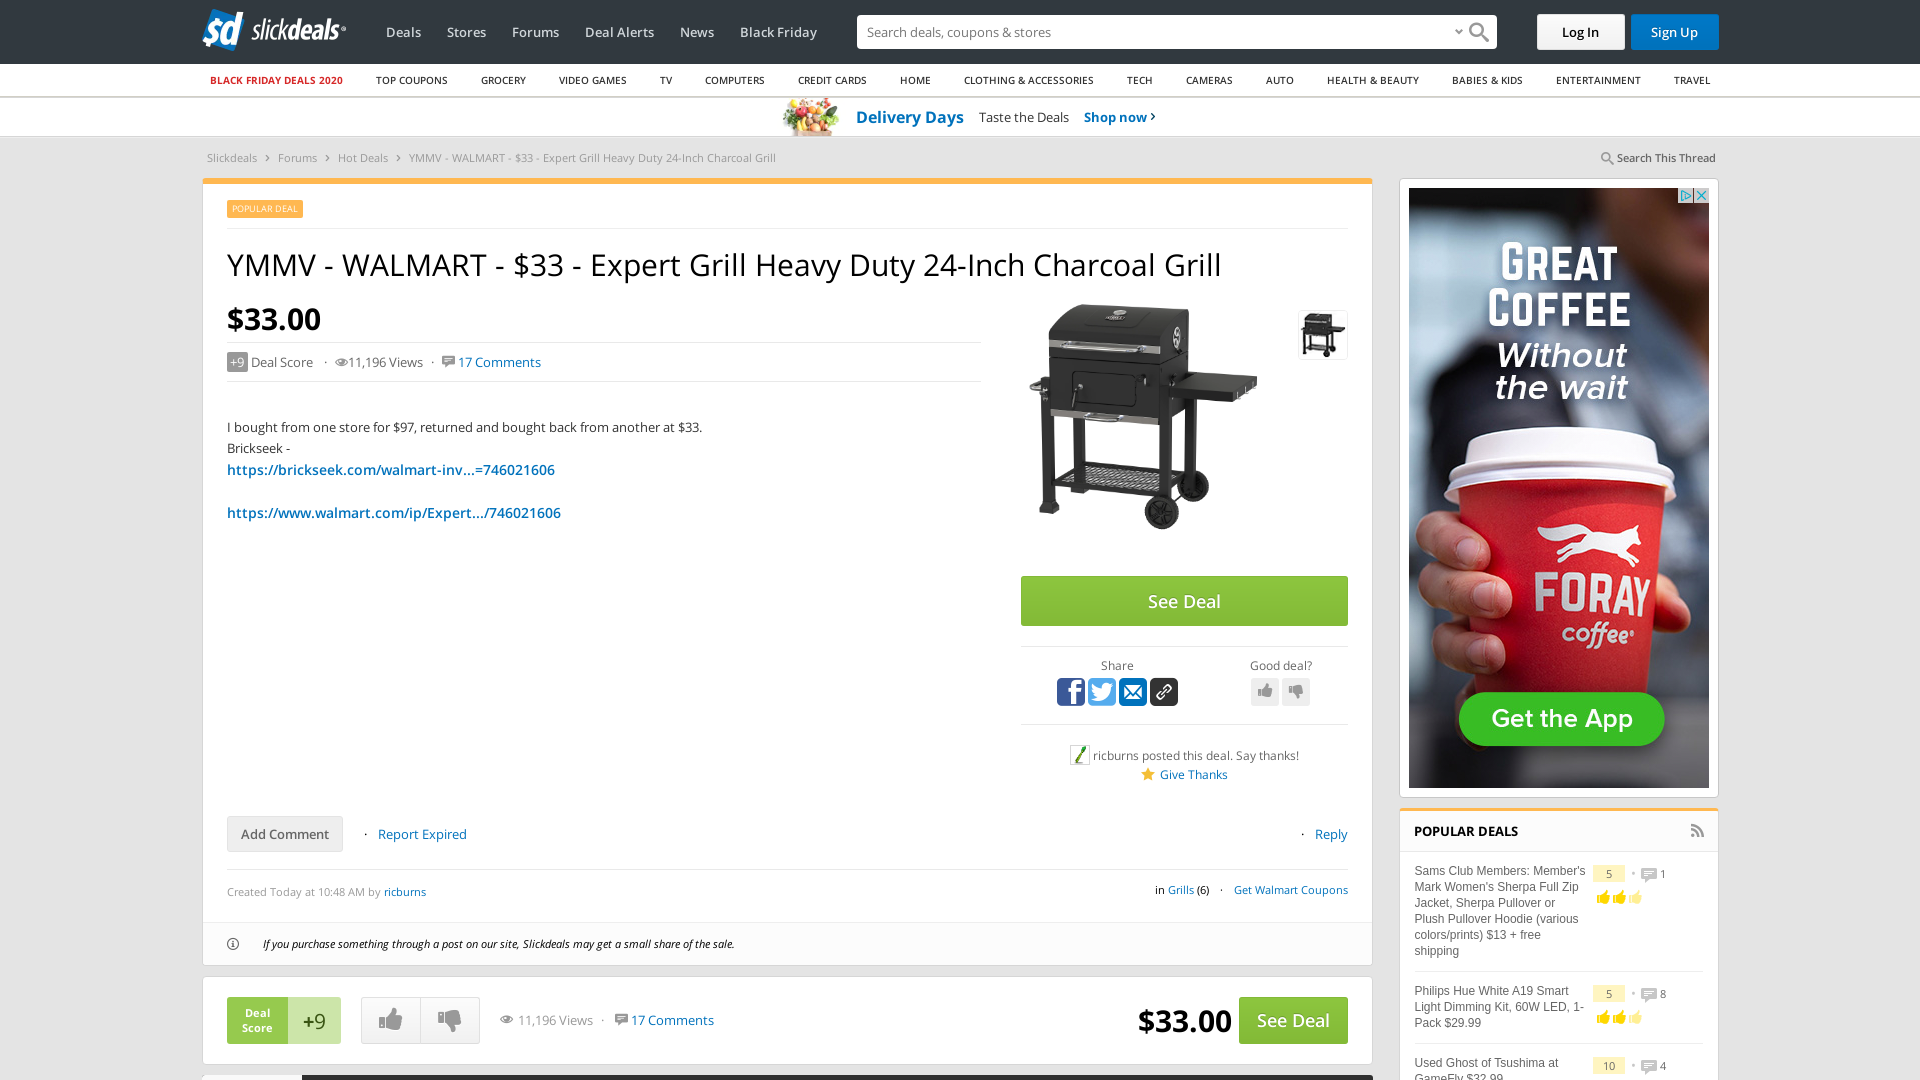 sd slickdeals
Deals Stores Forums Deal Alerts News Black Friday
Search deals, coupons & stores
Log In
Sign Up
BLACK FRIDAY DEALS 2020 TOP COUPONS GROCERY VIDEO GAMES TV COMPUTERS CREDIT CARDS HOME CLOTHING & ACCESSORIES TECH CAMERAS AUTO HEALTH & BEAUTY BABIES & KIDS ENTERTAINMENT TRAVEL
Delivery Days Taste the Deals Shop now ›
Slickdeals › Forums › Hot Deals › YMMV - WALMART - $33 - Expert Grill Heavy Duty 24-Inch Charcoal Grill
Search This Thread
POPULAR DEAL
YMMV - WALMART - $33 - Expert Grill Heavy Duty 24-Inch Charcoal Grill
$33.00
+9 Deal Score · 11,196 Views · 17 Comments
I bought from one store for $97, returned and bought back from another at $33.
Brickseek -
https://brickseek.com/walmart-inv...=746021606
https://www.walmart.com/ip/Expert.../746021606
See Deal
Share
Good deal?
ricburns posted this deal. Say thanks!
Give Thanks
Add Comment · Report Expired
· Reply
Created Today at 10:48 AM by ricburns
in Grills (6) · Get Walmart Coupons
If you purchase something through a post on our site, Slickdeals may get a small share of the sale.
Deal
Score
+9
11,196 Views · 17 Comments
$33.00
See Deal
GREAT
COFFEE
Without
the wait
FORAY
coffee®
Get the App
POPULAR DEALS
Sams Club Members: Member's
Mark Women's Sherpa Full Zip
Jacket, Sherpa Pullover or
Plush Pullover Hoodie (various
colors/prints) $13 + free
shipping
5 • 1
Philips Hue White A19 Smart
Light Dimming Kit, 60W LED, 1-
Pack $29.99
5 • 8
Used Ghost of Tsushima at
GameFly $32.99
10 • 4